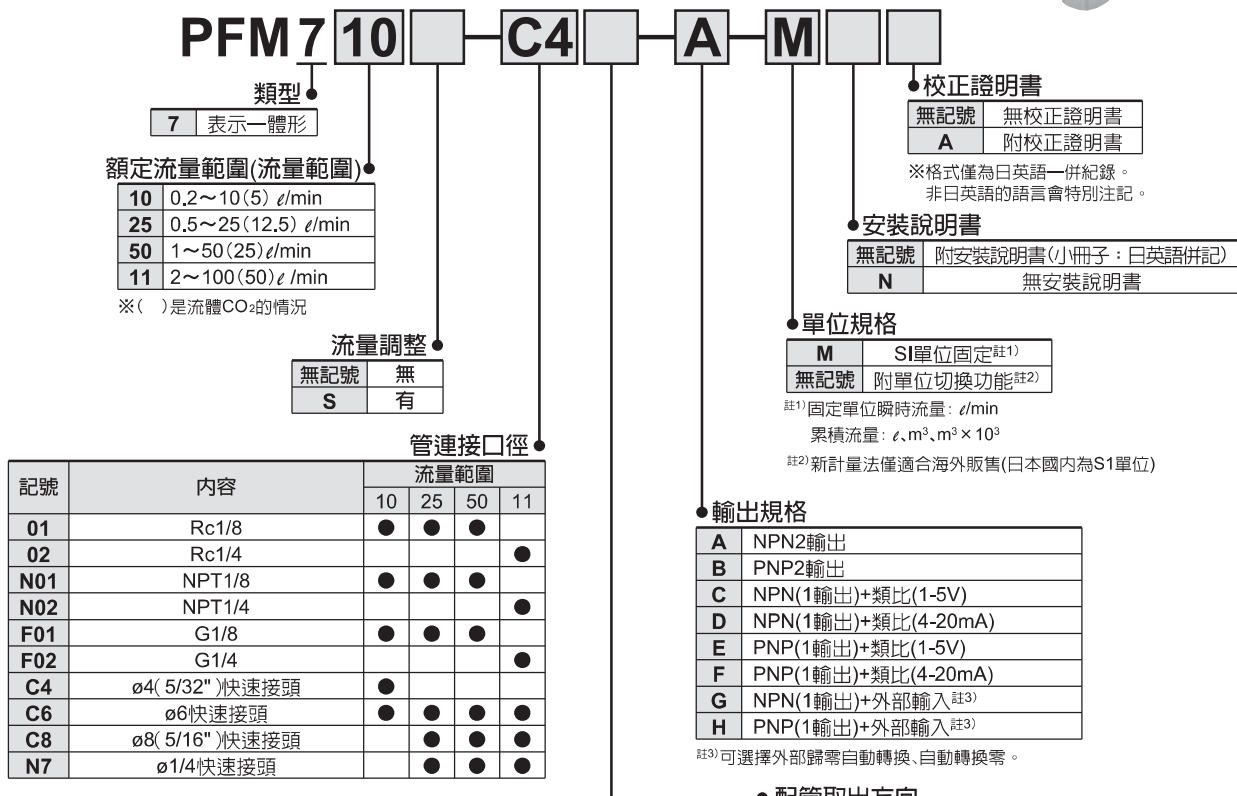 PFM 7 10 C4 A M
類型
7 表示一體形
額定流量範圍(流量範圍)
10 0.2～10(5) ℓ/min
25 0.5～25(12.5) ℓ/min
50 1～50(25)ℓ/min
11 2～100(50)ℓ /min
※( )是流體CO₂的情況
流量調整
無記號 無
S 有
管連接口徑
記號 內容 流量範圍
10 25 50 11
01 Rc1/8 ● ● ●
02 Rc1/4 ●
N01 NPT1/8 ● ● ●
N02 NPT1/4 ●
F01 G1/8 ● ● ●
F02 G1/4 ●
C4 ø4( 5/32" )快速接頭 ●
C6 ø6快速接頭 ● ● ● ●
C8 ø8( 5/16" )快速接頭 ● ● ●
N7 ø1/4快速接頭 ● ● ●
校正證明書
無記號 無校正證明書
A 附校正證明書
※格式僅為日英語一併紀錄。
非日英語的語言會特別注記。
安裝說明書
無記號 附安裝說明書(小冊子：日英語併記)
N 無安裝說明書
單位規格
M SI單位固定註1)
無記號 附單位切換功能註2)
註1)固定單位瞬時流量: ℓ/min
累積流量: ℓ、m³、m³×10³
註2)新計量法僅適合海外販售(日本國內為S1單位)
輸出規格
A NPN2輸出
B PNP2輸出
C NPN(1輸出)+類比(1-5V)
D NPN(1輸出)+類比(4-20mA)
E PNP(1輸出)+類比(1-5V)
F PNP(1輸出)+類比(4-20mA)
G NPN(1輸出)+外部輸入註3)
H PNP(1輸出)+外部輸入註3)
註3)可選擇外部歸零自動轉換、自動轉換零。
配管取出方向